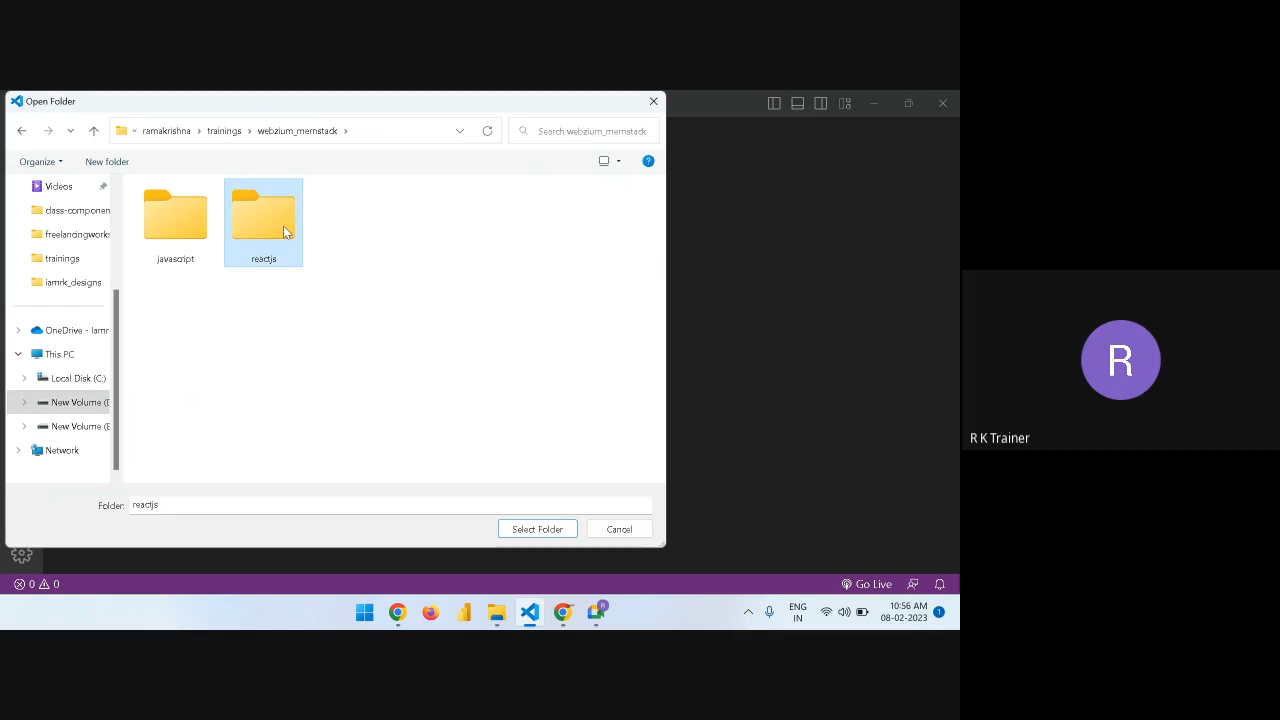 Open Folder
« ramakrishna › trainings › webzium_mernstack ›
Search webzium_mernstack
Organize
New folder
?
Videos
class-componen
freelancingworks
trainings
iamrk_designs
OneDrive - Iamr
This PC
Local Disk (C:)
New Volume (D
New Volume (E
Network
javascript
reactjs
Folder: reactjs
Select Folder
Cancel
0 0
Go Live
R
ENG
IN
10:56 AM
08-02-2023
1
R
R K Trainer